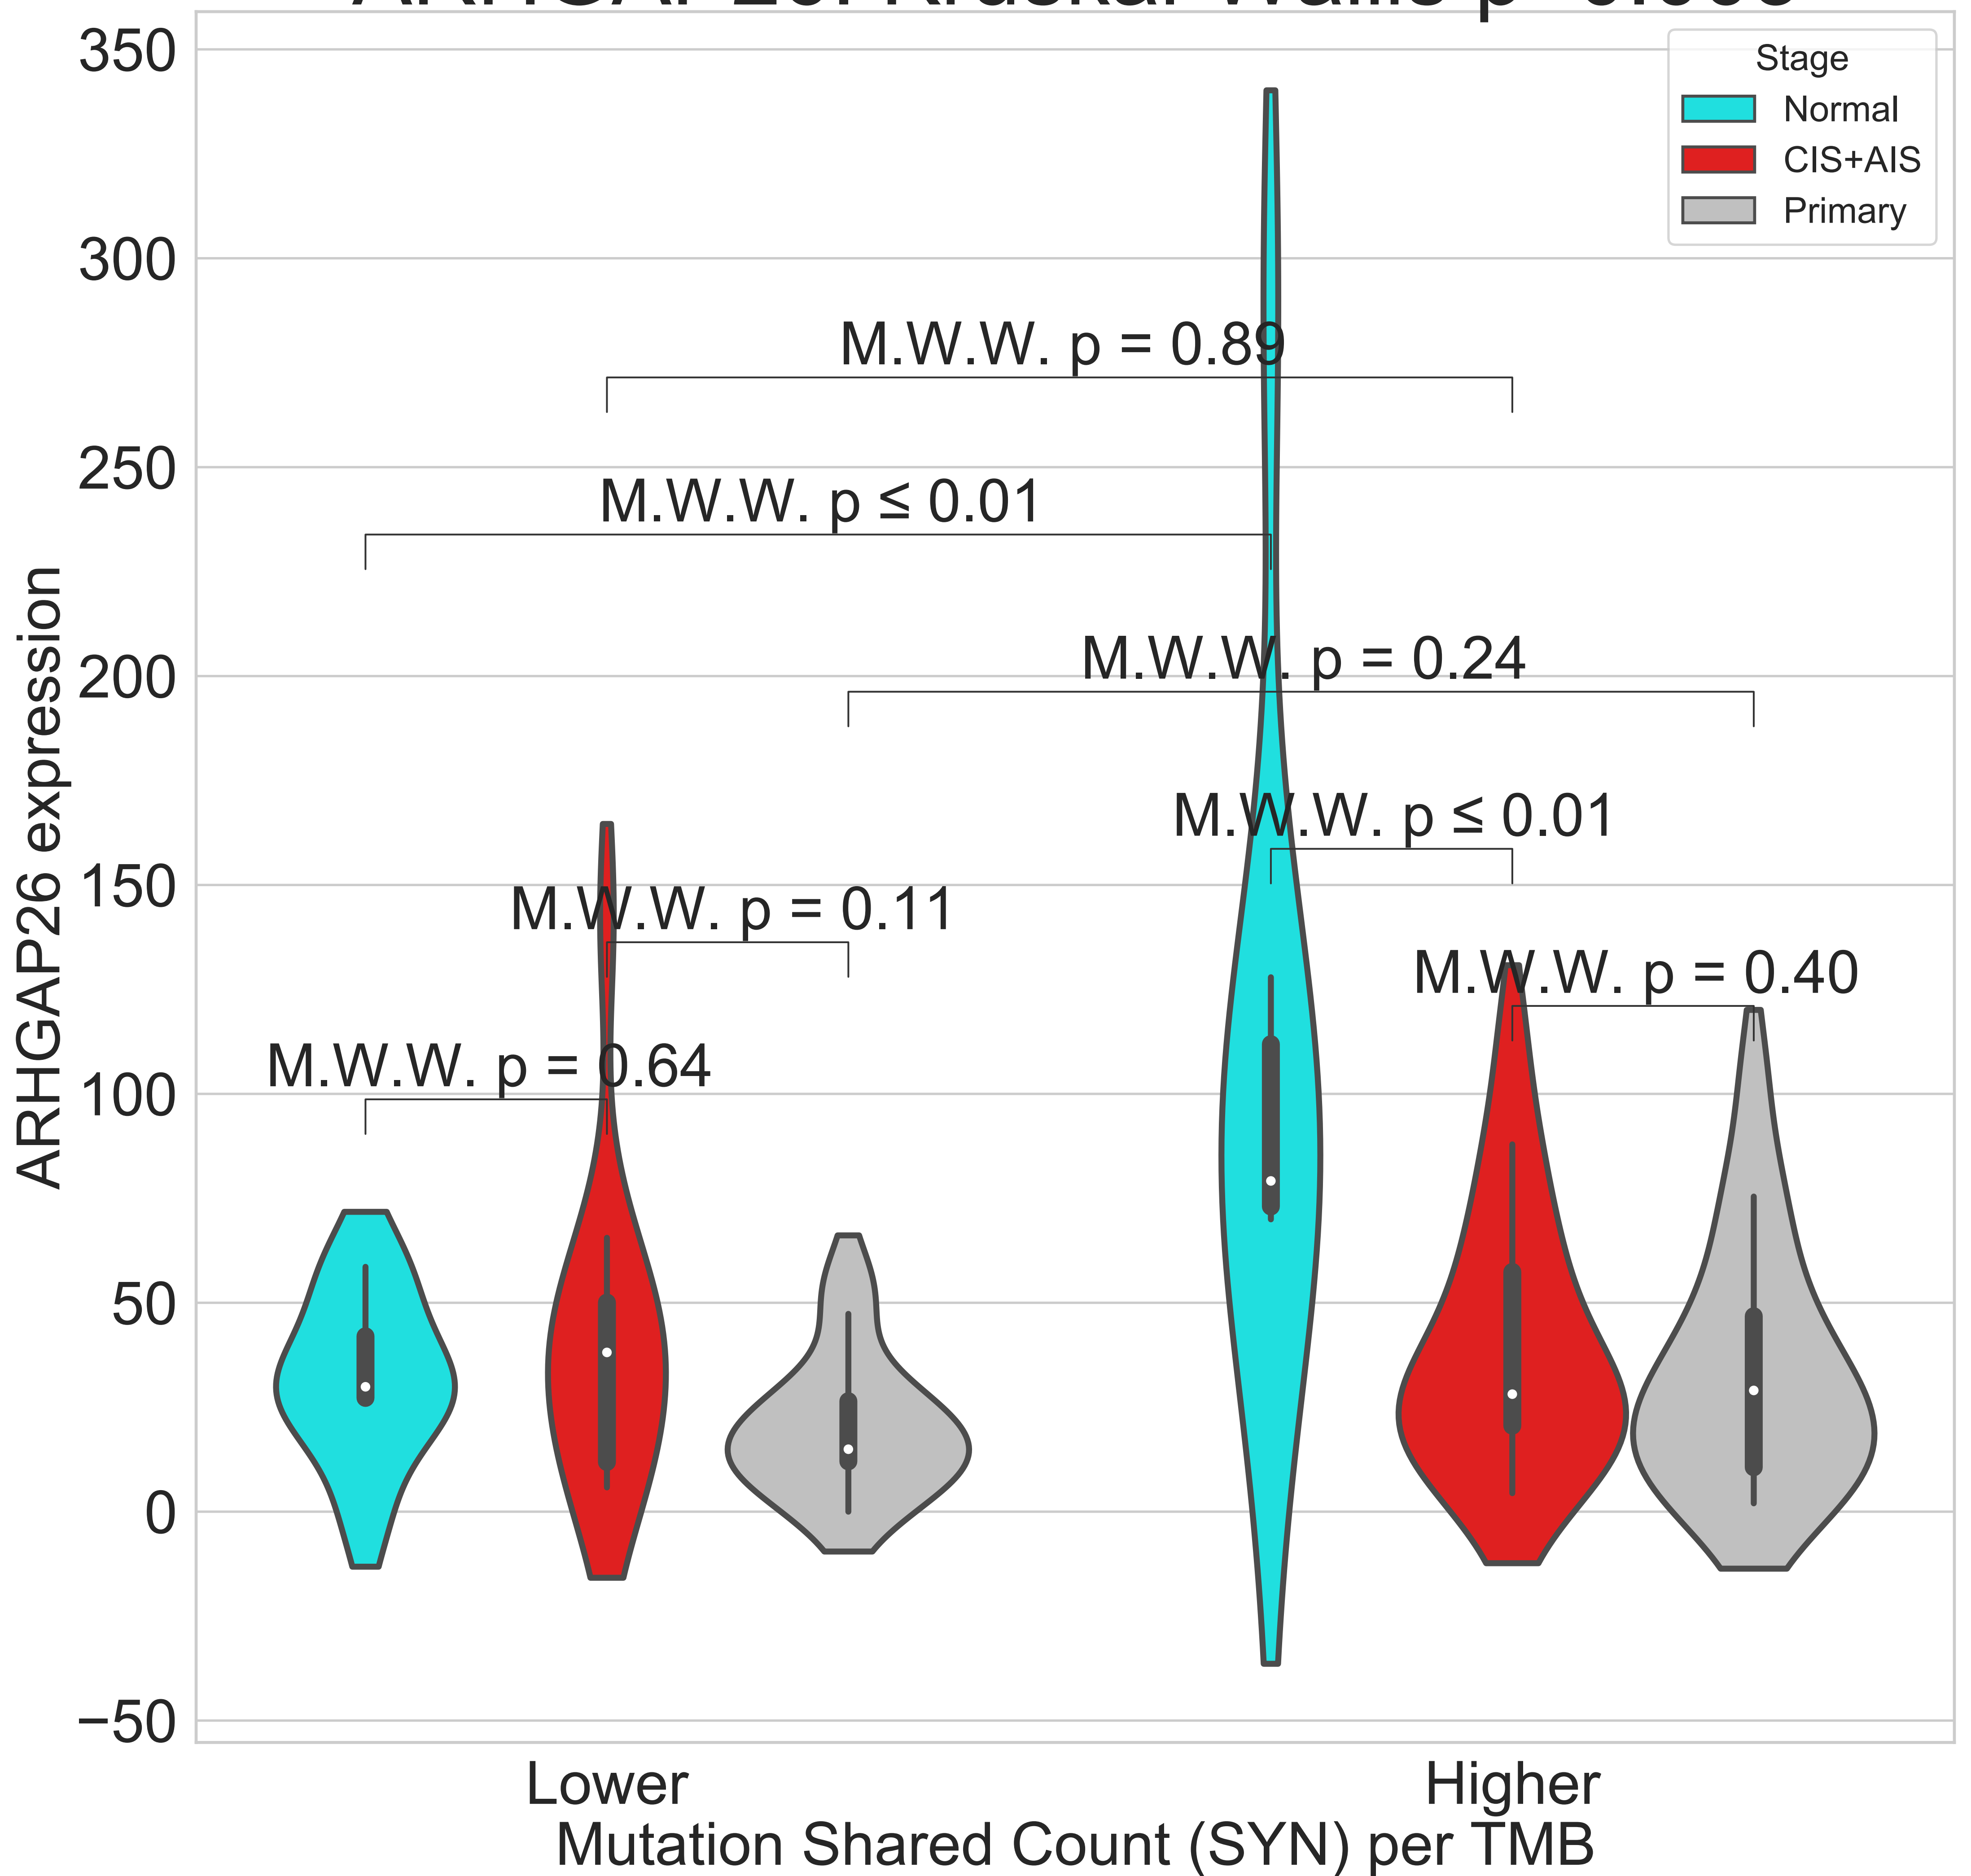 350
Stage
Normal
CIS+AIS
Primary
300
M.W.W. p = 0.89
250
M.W.W. p ≤ 0.01
200
M.W.W. p = 0.24
M.W.W. p ≤ 0.01
150
M.W.W. p = 0.11
M.W.W. p = 0.40
100
M.W.W. p = 0.64
50
0
−50
ARHGAP26 expression
Lower
Higher
Mutation Shared Count (SYN) per TMB